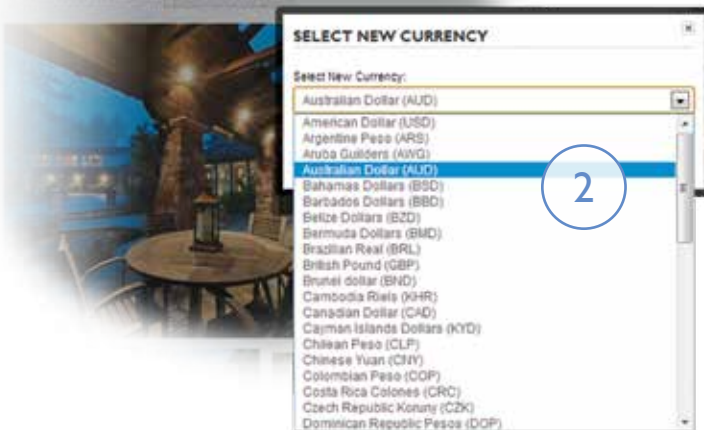 SELECT NEW CURRENCY
Select New Currency:
Australian Dollar (AUD)
American Dollar (USD)
Argentine Peso (ARS)
Aruba Guilders (AWG)
Australian Dollar (AUD)
Bahamas Dollars (BSD)
Barbados Dollars (BBD)
Belize Dollars (BZD)
Bermuda Dollars (BMD)
Brazilian Real (BRL)
British Pound (GBP)
Brunei dollar (BND)
Cambodia Riels (KHR)
Canadian Dollar (CAD)
Cayman Islands Dollars (KYD)
Chilean Peso (CLP)
Chinese Yuan (CNY)
Colombian Peso (COP)
Costa Rica Colones (CRC)
Czech Republic Koruny (CZK)
Dominican Republic Pesos (DOP)
2